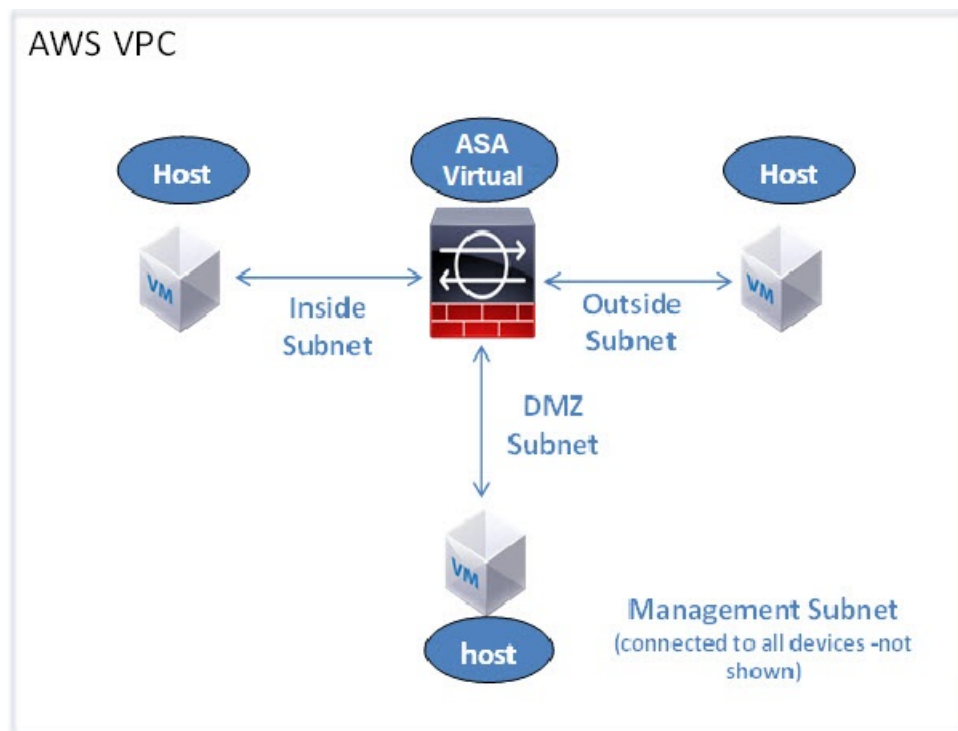 AWS VPC
Host
ASA
Virtual
Host
VM
VM
Inside
Subnet
Outside
Subnet
DMZ
Subnet
VM
host
Management Subnet
(connected to all devices -not
shown)